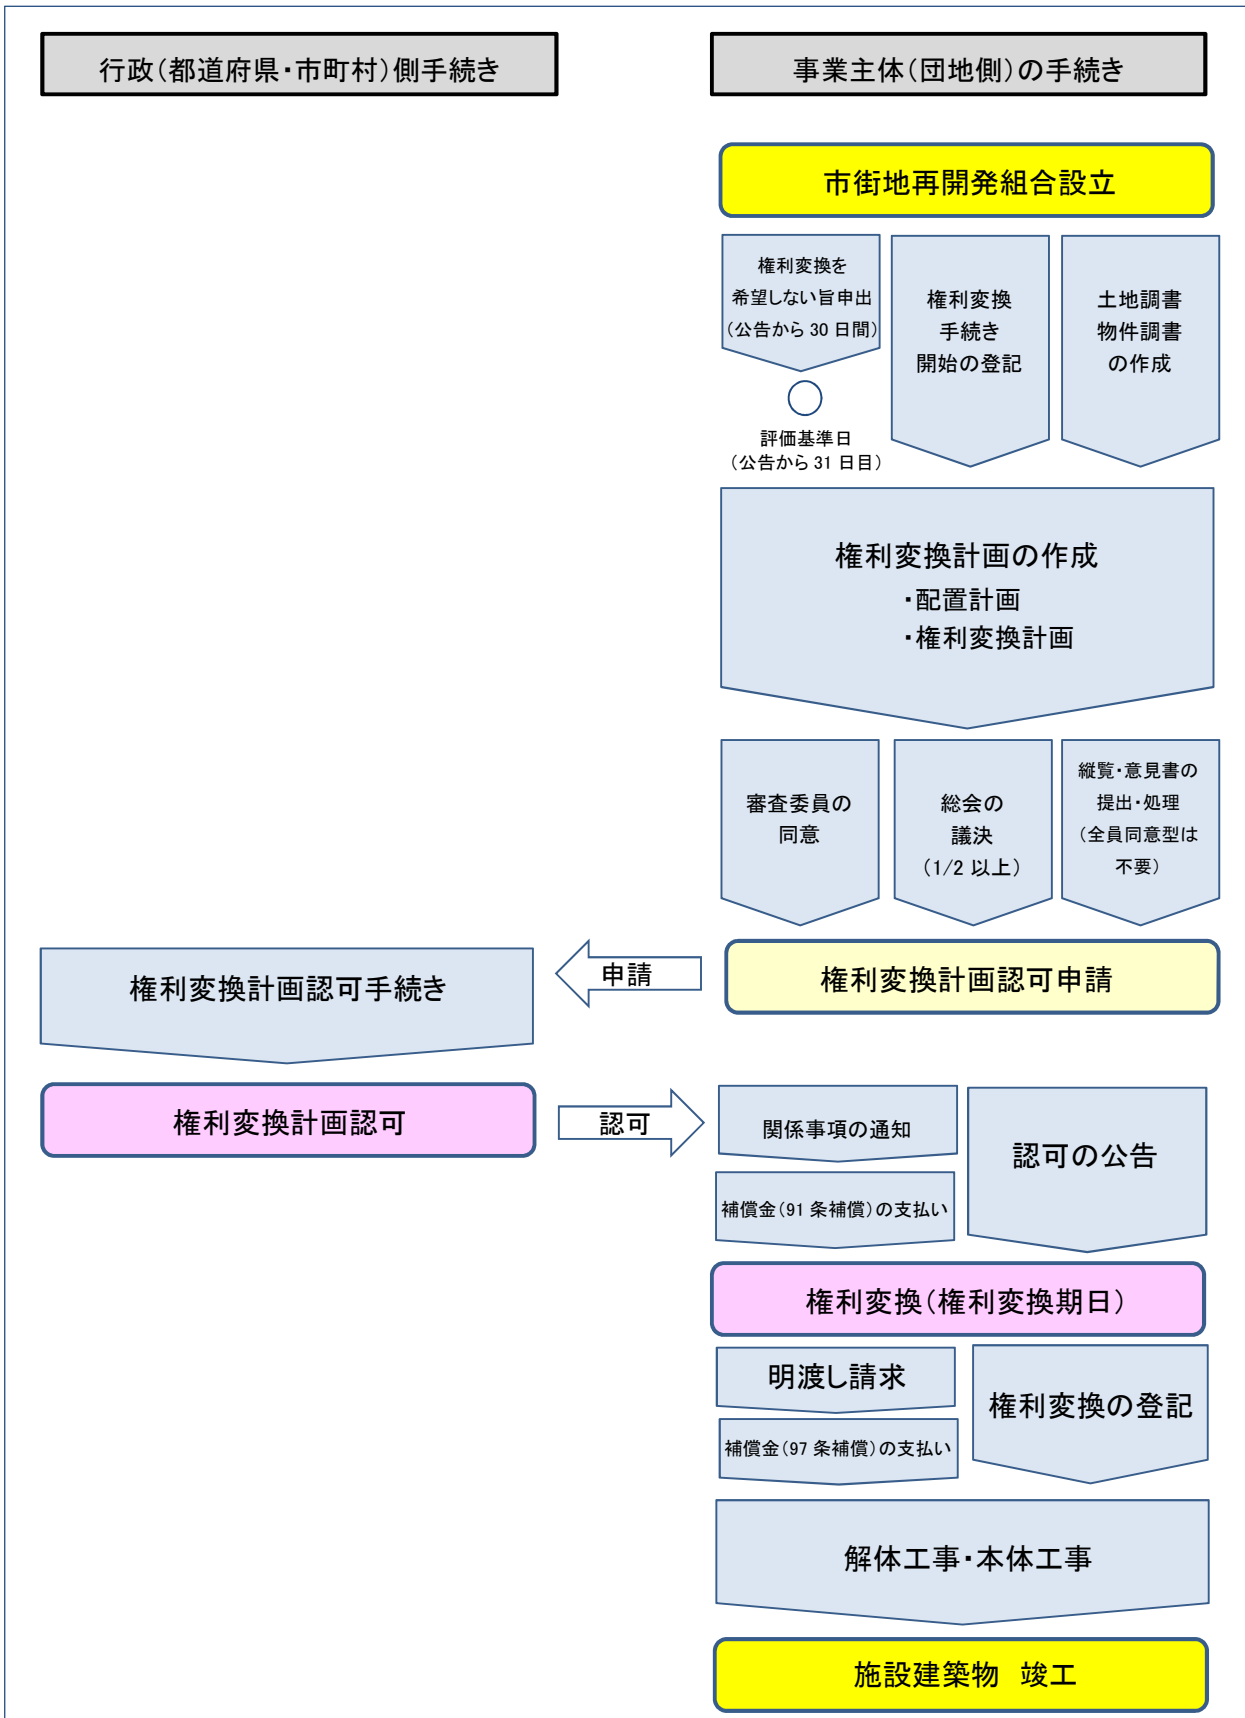 行政（都道府県・市町村）側手続き
事業主体（団地側）の手続き
市街地再開発組合設立
権利変換を
希望しない旨申出
（公告から 30 日間）
評価基準日
（公告から 31 日目）
権利変換
手続き
開始の登記
土地調書
物件調書
の作成
権利変換計画の作成
・配置計画
・権利変換計画
審査委員の
同意
総会の
議決
（1/2 以上）
縦覧・意見書の
提出・処理
（全員同意型は
不要）
権利変換計画認可手続き
申請
権利変換計画認可申請
権利変換計画認可
認可
関係事項の通知
認可の公告
補償金（91 条補償）の支払い
権利変換（権利変換期日）
明渡し請求
権利変換の登記
補償金（97 条補償）の支払い
解体工事・本体工事
施設建築物　竣工